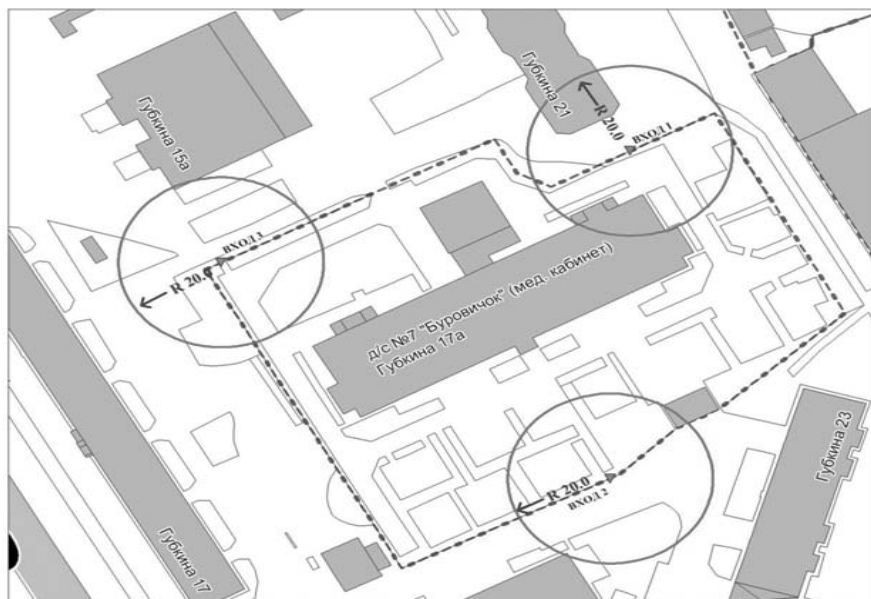 Губкина 15а
Губкина 21
R 20.0
ВХОД 1
ВХОД 3
R 20.0
д/с №7 "Буровичок" (мед. кабинет)
Губкина 17а
R 20.0
ВХОД 2
Губкина 23
Губкина 17